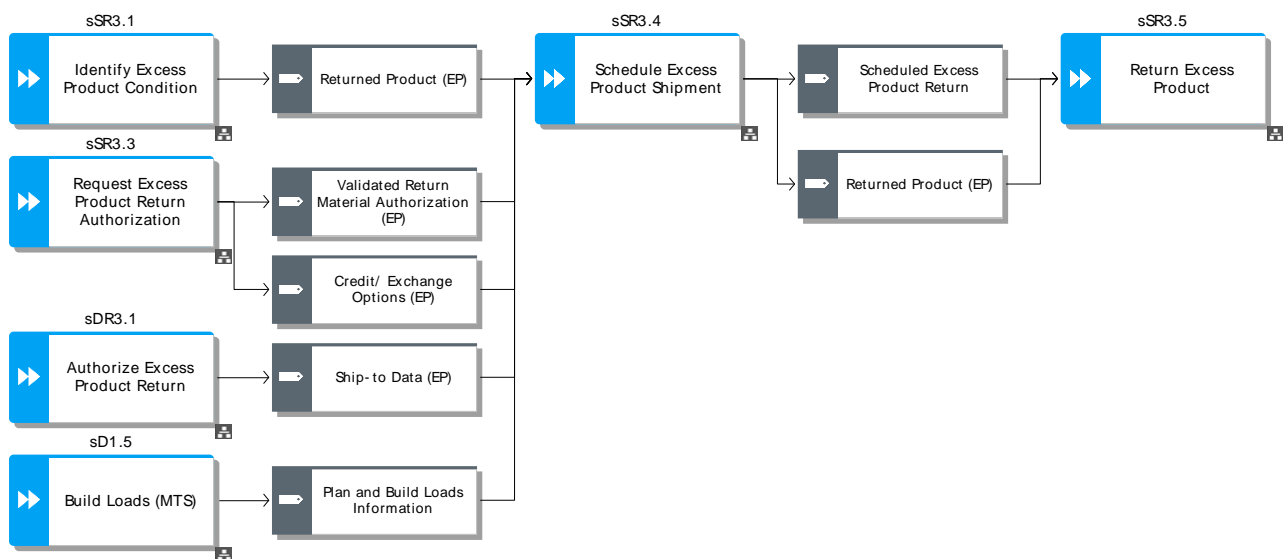 sSR3.1
Identify Excess
Product Condition
Returned Product (EP)
sSR3.4
Schedule Excess
Product Shipment
Scheduled Excess
Product Return
sSR3.5
Return Excess
Product
Returned Product (EP)
sSR3.3
Request Excess
Product Return
Authorization
Validated Return
Material Authorization
(EP)
Credit/ Exchange
Options (EP)
sDR3.1
Authorize Excess
Product Return
Ship-to Data (EP)
sD1.5
Build Loads (MTS)
Plan and Build Loads
Information